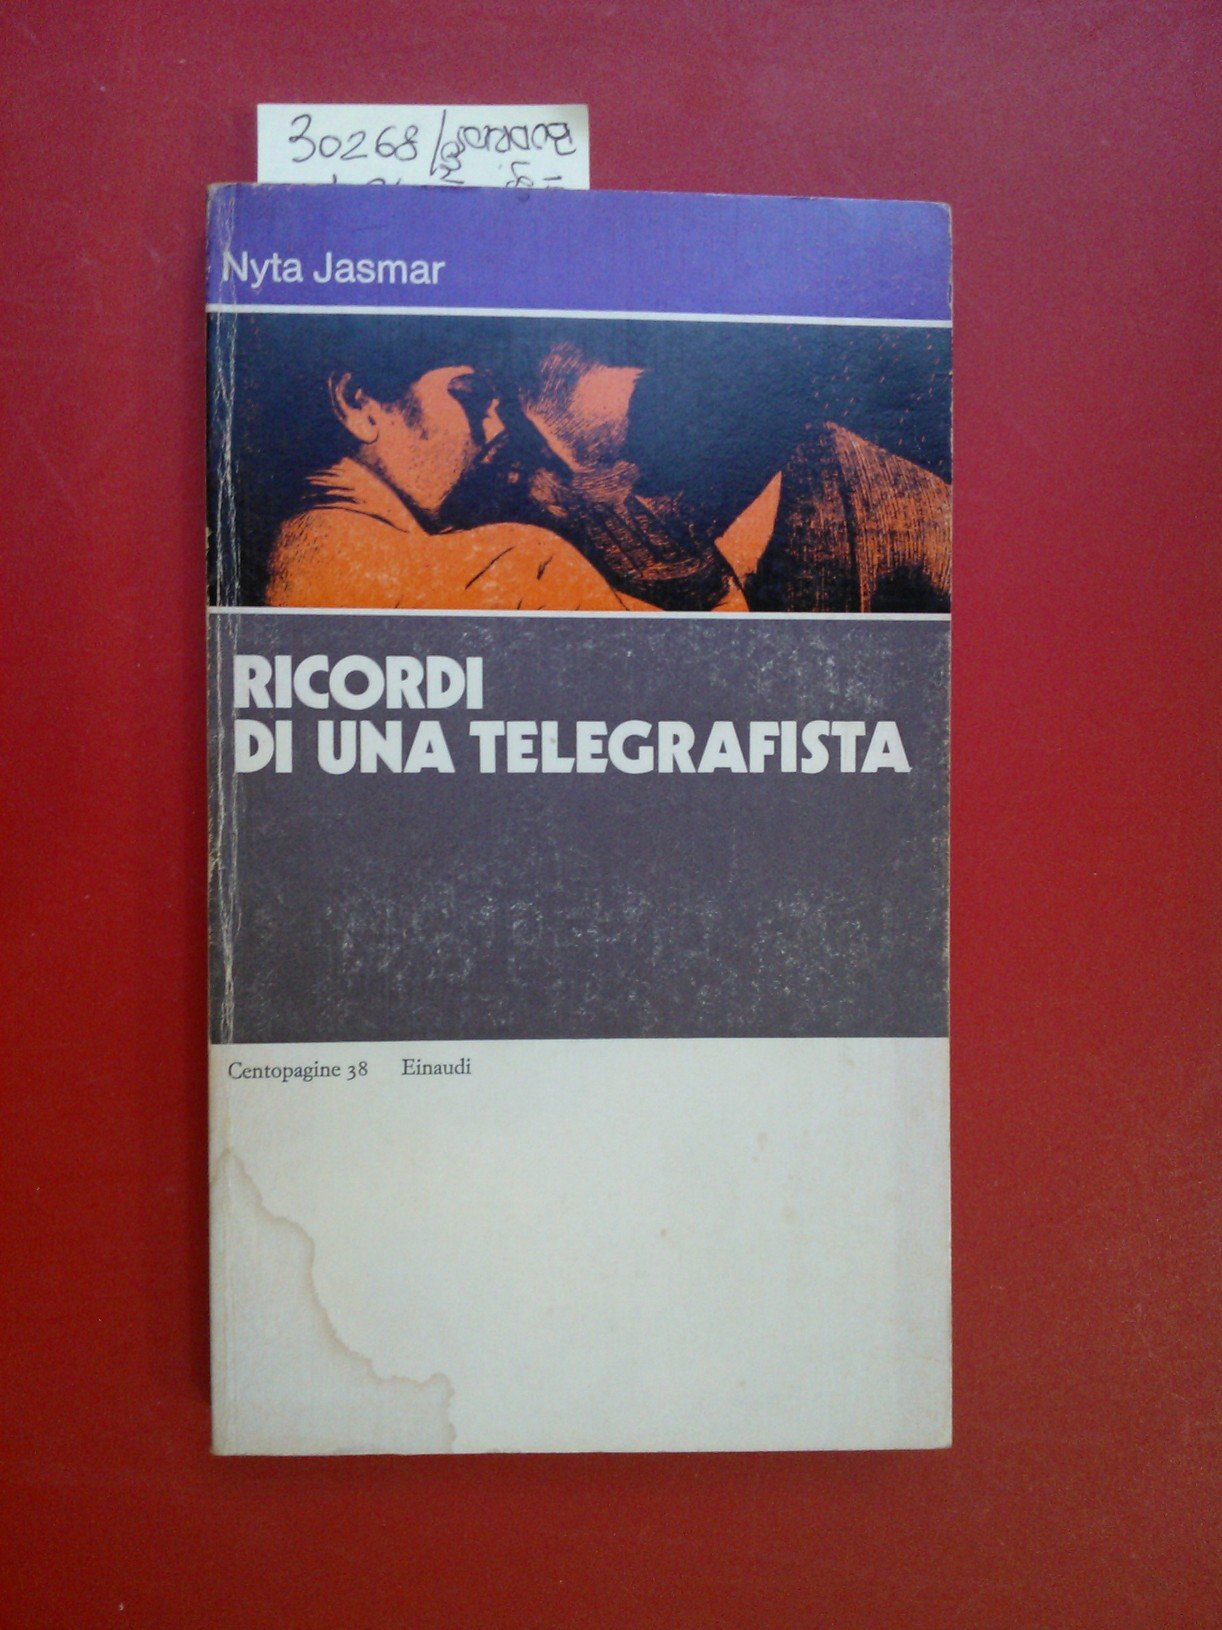 30268/
Nyta Jasmar
RICORDI
DI UNA TELEGRAFISTA
Centopagine 38 Einaudi